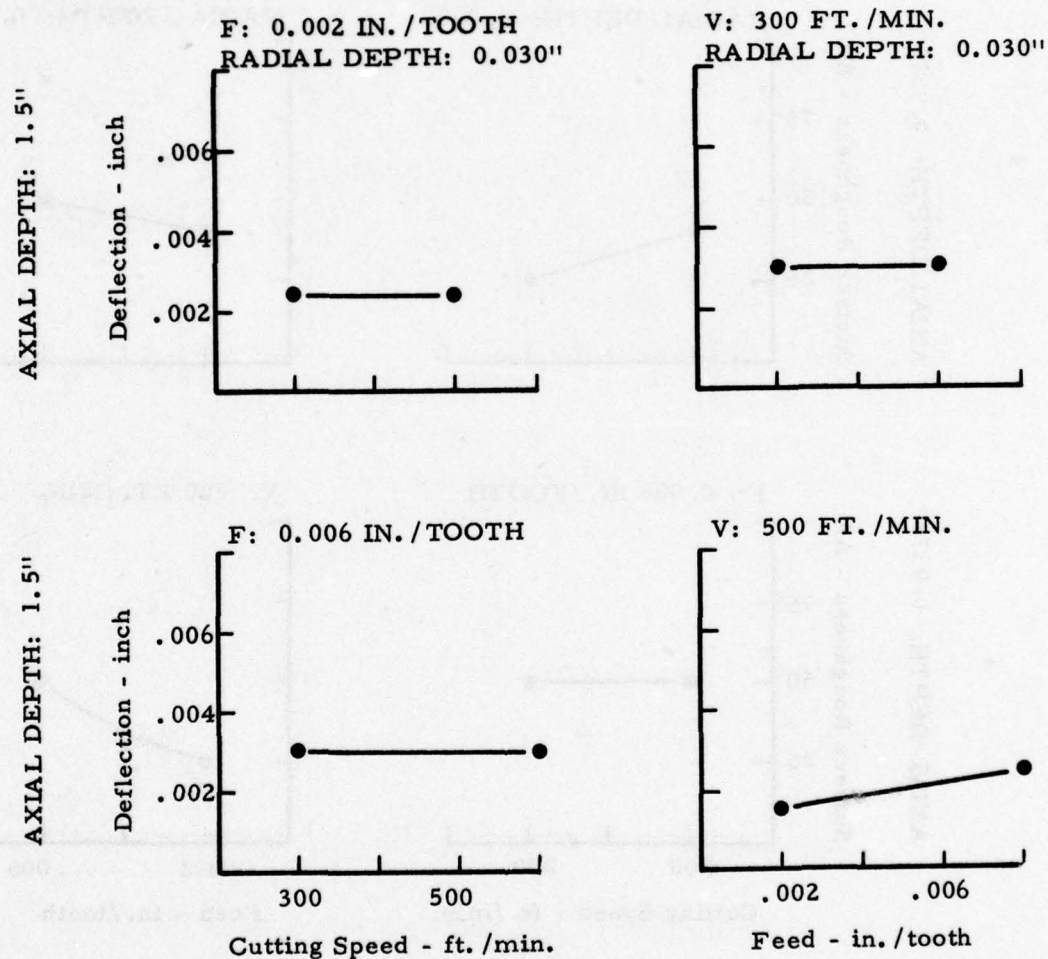 F: 0.002 IN./TOOTH
RADIAL DEPTH: 0.030"
V: 300 FT./MIN.
RADIAL DEPTH: 0.030"
AXIAL DEPTH: 1.5"
Deflection - inch
.006
.004
.002
F: 0.006 IN./TOOTH
V: 500 FT./MIN.
AXIAL DEPTH: 1.5"
Deflection - inch
.006
.004
.002
300
500
.002
.006
Cutting Speed - ft./min.
Feed - in./tooth